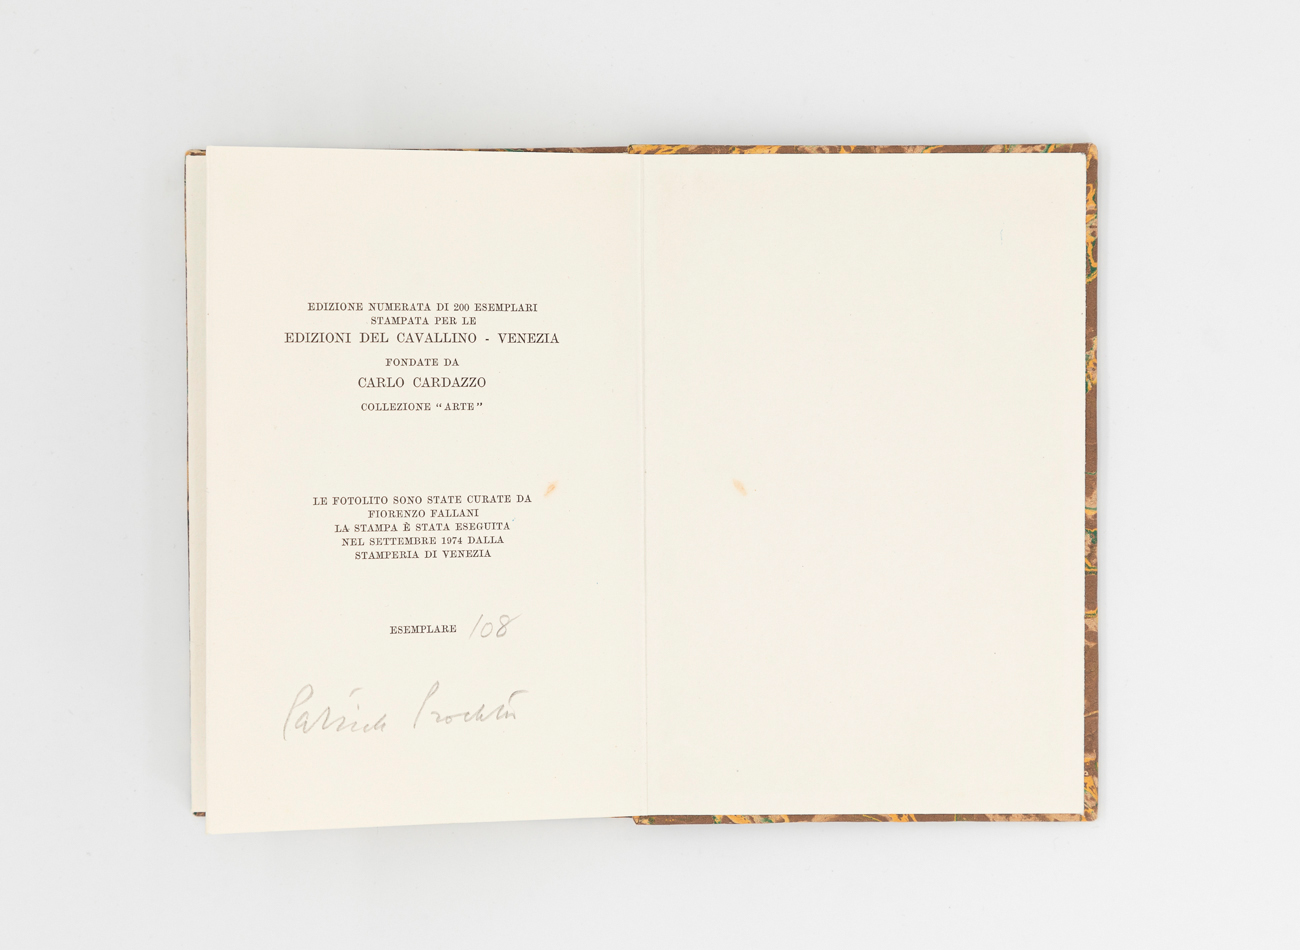 EDIZIONE NUMERATA DI 200 ESEMPLARI
STAMPATA PER LE
EDIZIONI DEL CAVALLINO - VENEZIA
FONDATE DA
CARLO CARDAZZO
COLLEZIONE “ARTE”
LE FOTOLITO SONO STATE CURATE DA
FIORENZO FALLANI
LA STAMPA È STATA ESEGUITA
NEL SETTEMBRE 1974 DALLA
STAMPERIA DI VENEZIA
ESEMPLARE 108
Patrick Procktor